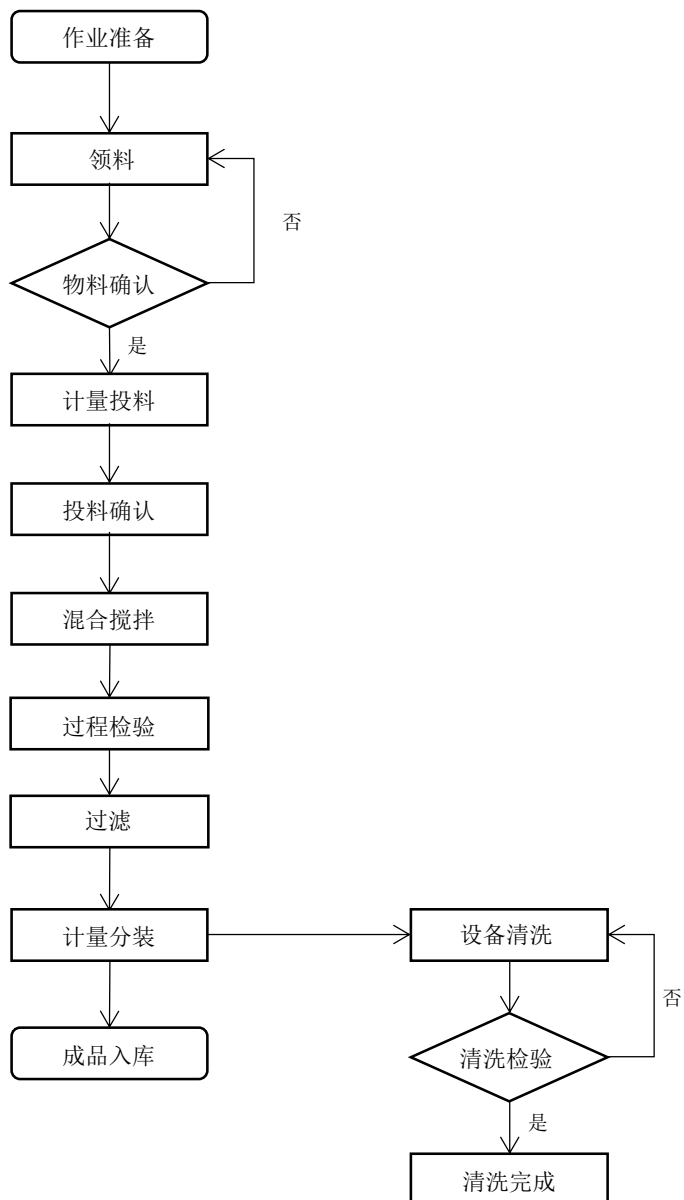 作业准备
领料
否
物料确认
是
计量投料
投料确认
混合搅拌
过程检验
过滤
计量分装
设备清洗
否
成品入库
清洗检验
是
清洗完成